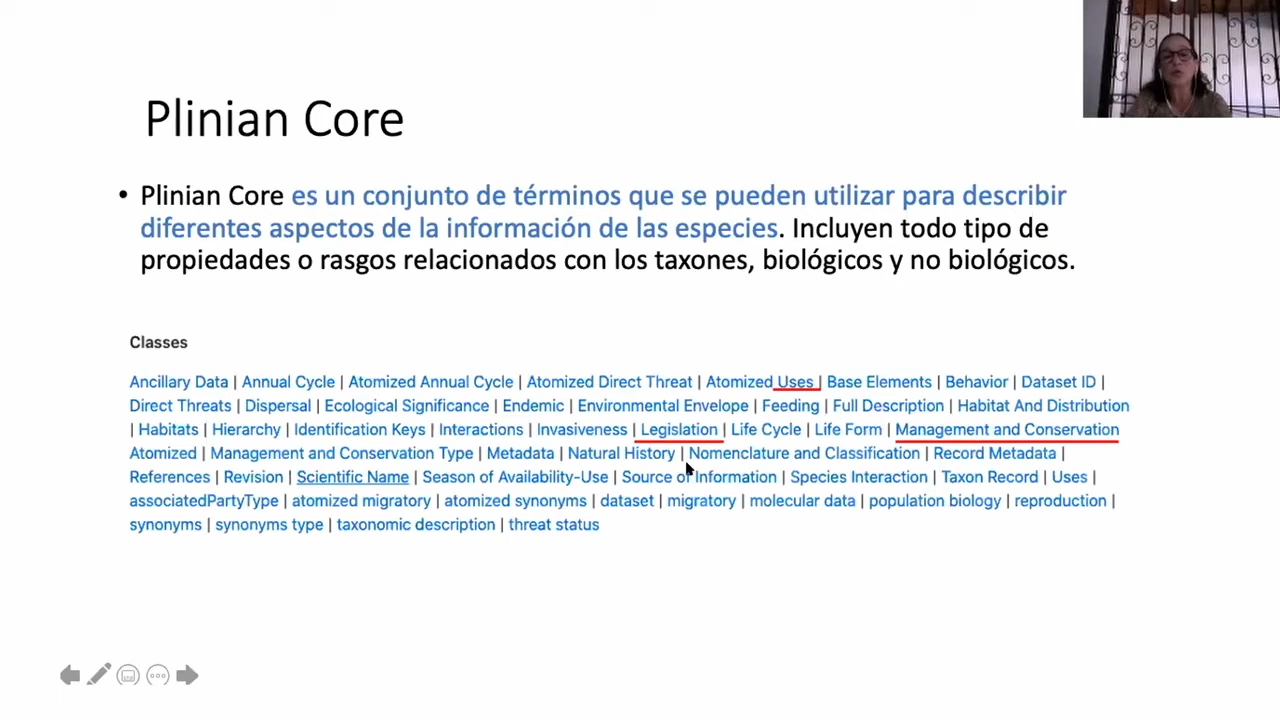 Plinian Core
• Plinian Core es un conjunto de términos que se pueden utilizar para describir
diferentes aspectos de la información de las especies. Incluyen todo tipo de
propiedades o rasgos relacionados con los taxones, biológicos y no biológicos.
Classes
Ancillary Data | Annual Cycle | Atomized Annual Cycle | Atomized Direct Threat | Atomized Uses | Base Elements | Behavior | Dataset ID |
Direct Threats | Dispersal | Ecological Significance | Endemic | Environmental Envelope | Feeding | Full Description | Habitat And Distribution
| Habitats | Hierarchy | Identification Keys | Interactions | Invasiveness | Legislation | Life Cycle | Life Form | Management and Conservation
Atomized | Management and Conservation Type | Metadata | Natural History | Nomenclature and Classification | Record Metadata |
References | Revision | Scientific Name | Season of Availability-Use | Source of Information | Species Interaction | Taxon Record | Uses |
associatedPartyType | atomized migratory | atomized synonyms | dataset | migratory | molecular data | population biology | reproduction |
synonyms | synonyms type | taxonomic description | threat status